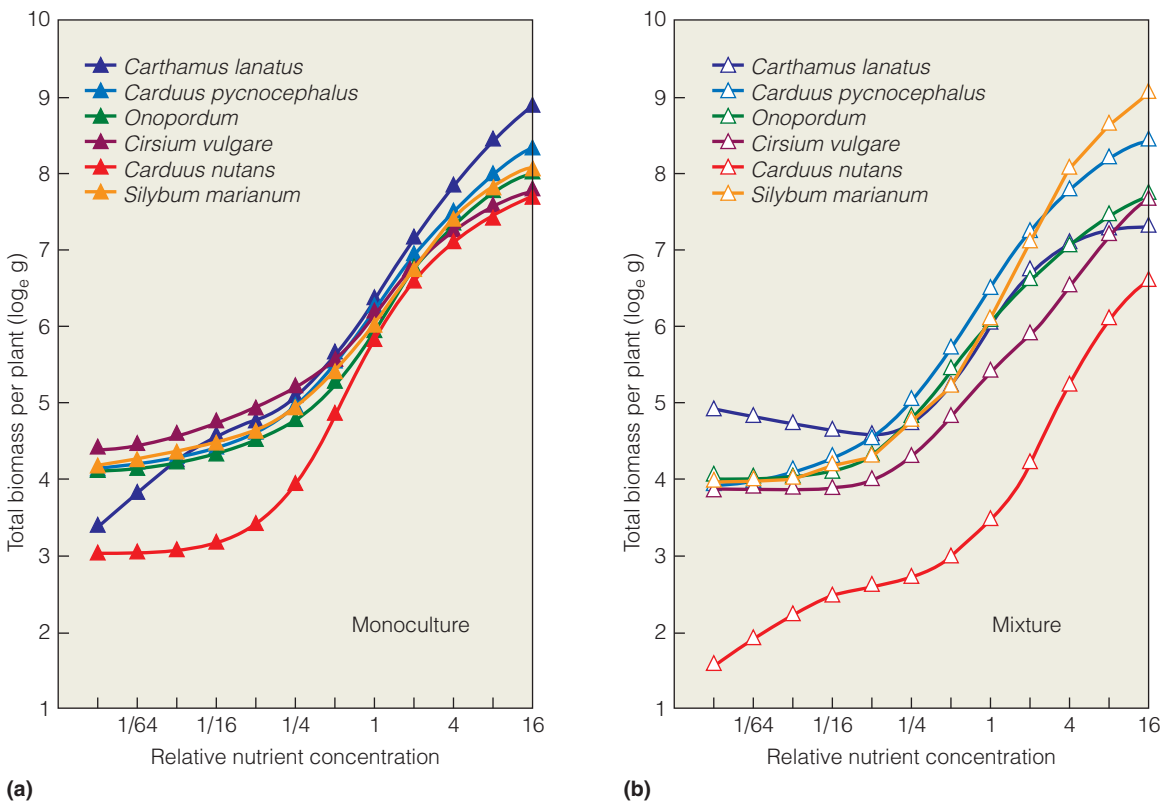 10
9
8
7
6
5
4
3
2
1
Total biomass per plant (logₑ g)
Carthamus lanatus
Carduus pycnocephalus
Onopordum
Cirsium vulgare
Carduus nutans
Silybum marianum
Monoculture
1/64
1/16
1/4
1
4
16
Relative nutrient concentration
(a)
10
9
8
7
6
5
4
3
2
1
Total biomass per plant (logₑ g)
Carthamus lanatus
Carduus pycnocephalus
Onopordum
Cirsium vulgare
Carduus nutans
Silybum marianum
Mixture
1/64
1/16
1/4
1
4
16
Relative nutrient concentration
(b)